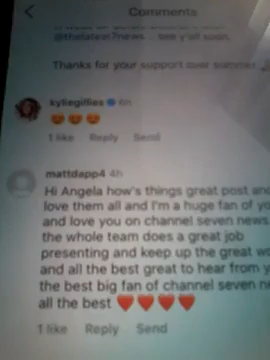 Comments
@thelatest7news... see y'all soon,
Thanks for your support over summer
kyliegillies 6h
😍😍😍
1 like Reply Send
mattdapp4 4h
Hi Angela how's things great post and
love them all and I'm a huge fan of yo
and love you on channel seven news
the whole team does a great job
presenting and keep up the great wo
and all the best great to hear from y
the best big fan of channel seven ne
all the best ❤️❤️❤️❤️
1 like Reply Send